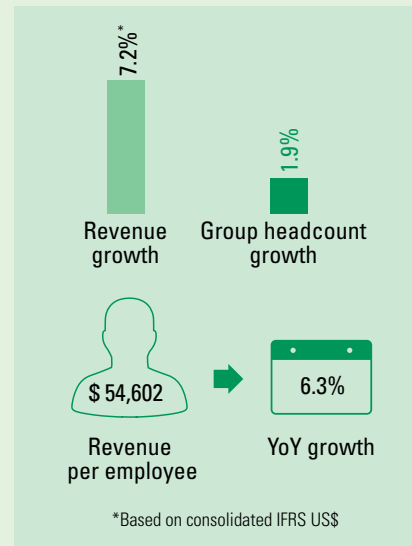 7.2%*
1.9%
Revenue
growth
Group headcount
growth
$ 54,602
6.3%
Revenue
per employee
YoY growth
*Based on consolidated IFRS US$